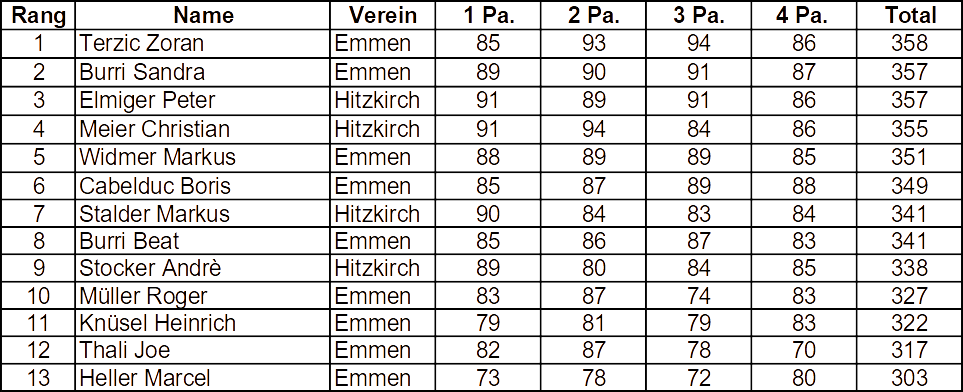 Rang Name Verein 1 Pa. 2 Pa. 3 Pa. 4 Pa. Total
1 Terzic Zoran Emmen 85 93 94 86 358
2 Burri Sandra Emmen 89 90 91 87 357
3 Elmiger Peter Hitzkirch 91 89 91 86 357
4 Meier Christian Hitzkirch 91 94 84 86 355
5 Widmer Markus Emmen 88 89 89 85 351
6 Cabelduc Boris Emmen 85 87 89 88 349
7 Stalder Markus Hitzkirch 90 84 83 84 341
8 Burri Beat Emmen 85 86 87 83 341
9 Stocker Andrè Hitzkirch 89 80 84 85 338
10 Müller Roger Emmen 83 87 74 83 327
11 Knüsel Heinrich Emmen 79 81 79 83 322
12 Thali Joe Emmen 82 87 78 70 317
13 Heller Marcel Emmen 73 78 72 80 303